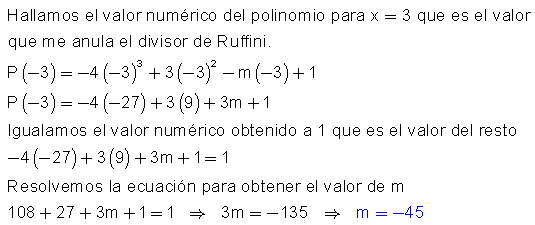 Hallamos el valor numérico del polinomio para x = 3 que es el valor
que me anula el divisor de Ruffini.
P(−3) = −4(−3)³ + 3(−3)² − m(−3) + 1
P(−3) = −4(−27) + 3(9) + 3m + 1
Igualamos el valor numérico obtenido a 1 que es el valor del resto
−4(−27) + 3(9) + 3m + 1 = 1
Resolvemos la ecuación para obtener el valor de m
108 + 27 + 3m + 1 = 1 ⇒ 3m = −135 ⇒ m = −45